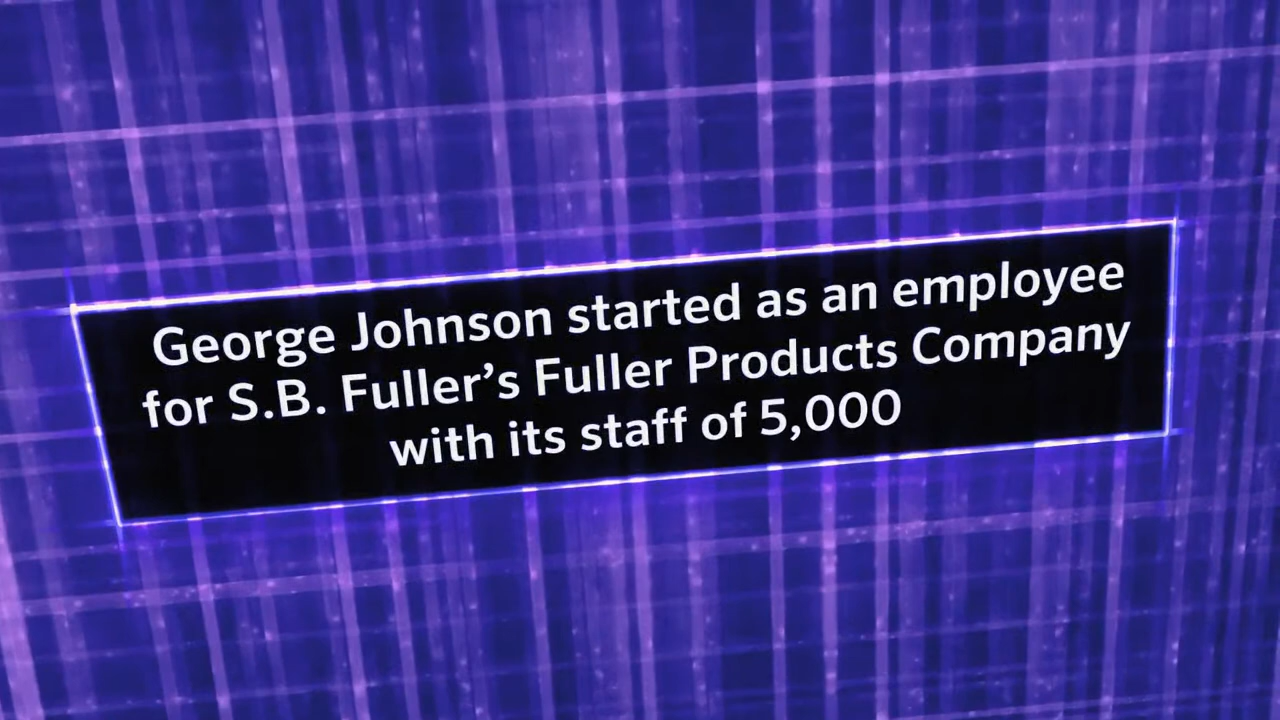 George Johnson started as an employee
for S.B. Fuller’s Fuller Products Company
with its staff of 5,000